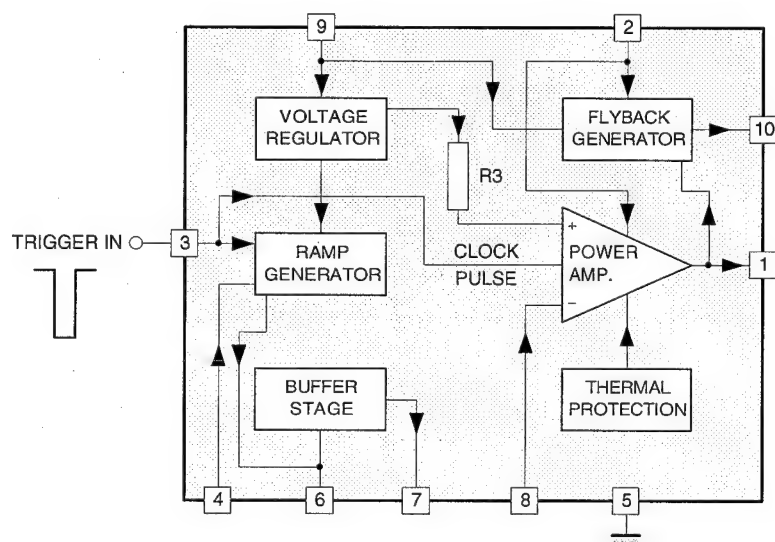 9
2
VOLTAGE
REGULATOR
FLYBACK
GENERATOR
10
R3
TRIGGER IN
3
RAMP
GENERATOR
CLOCK
PULSE
+
POWER
AMP.
−
1
BUFFER
STAGE
THERMAL
PROTECTION
4
6
7
8
5